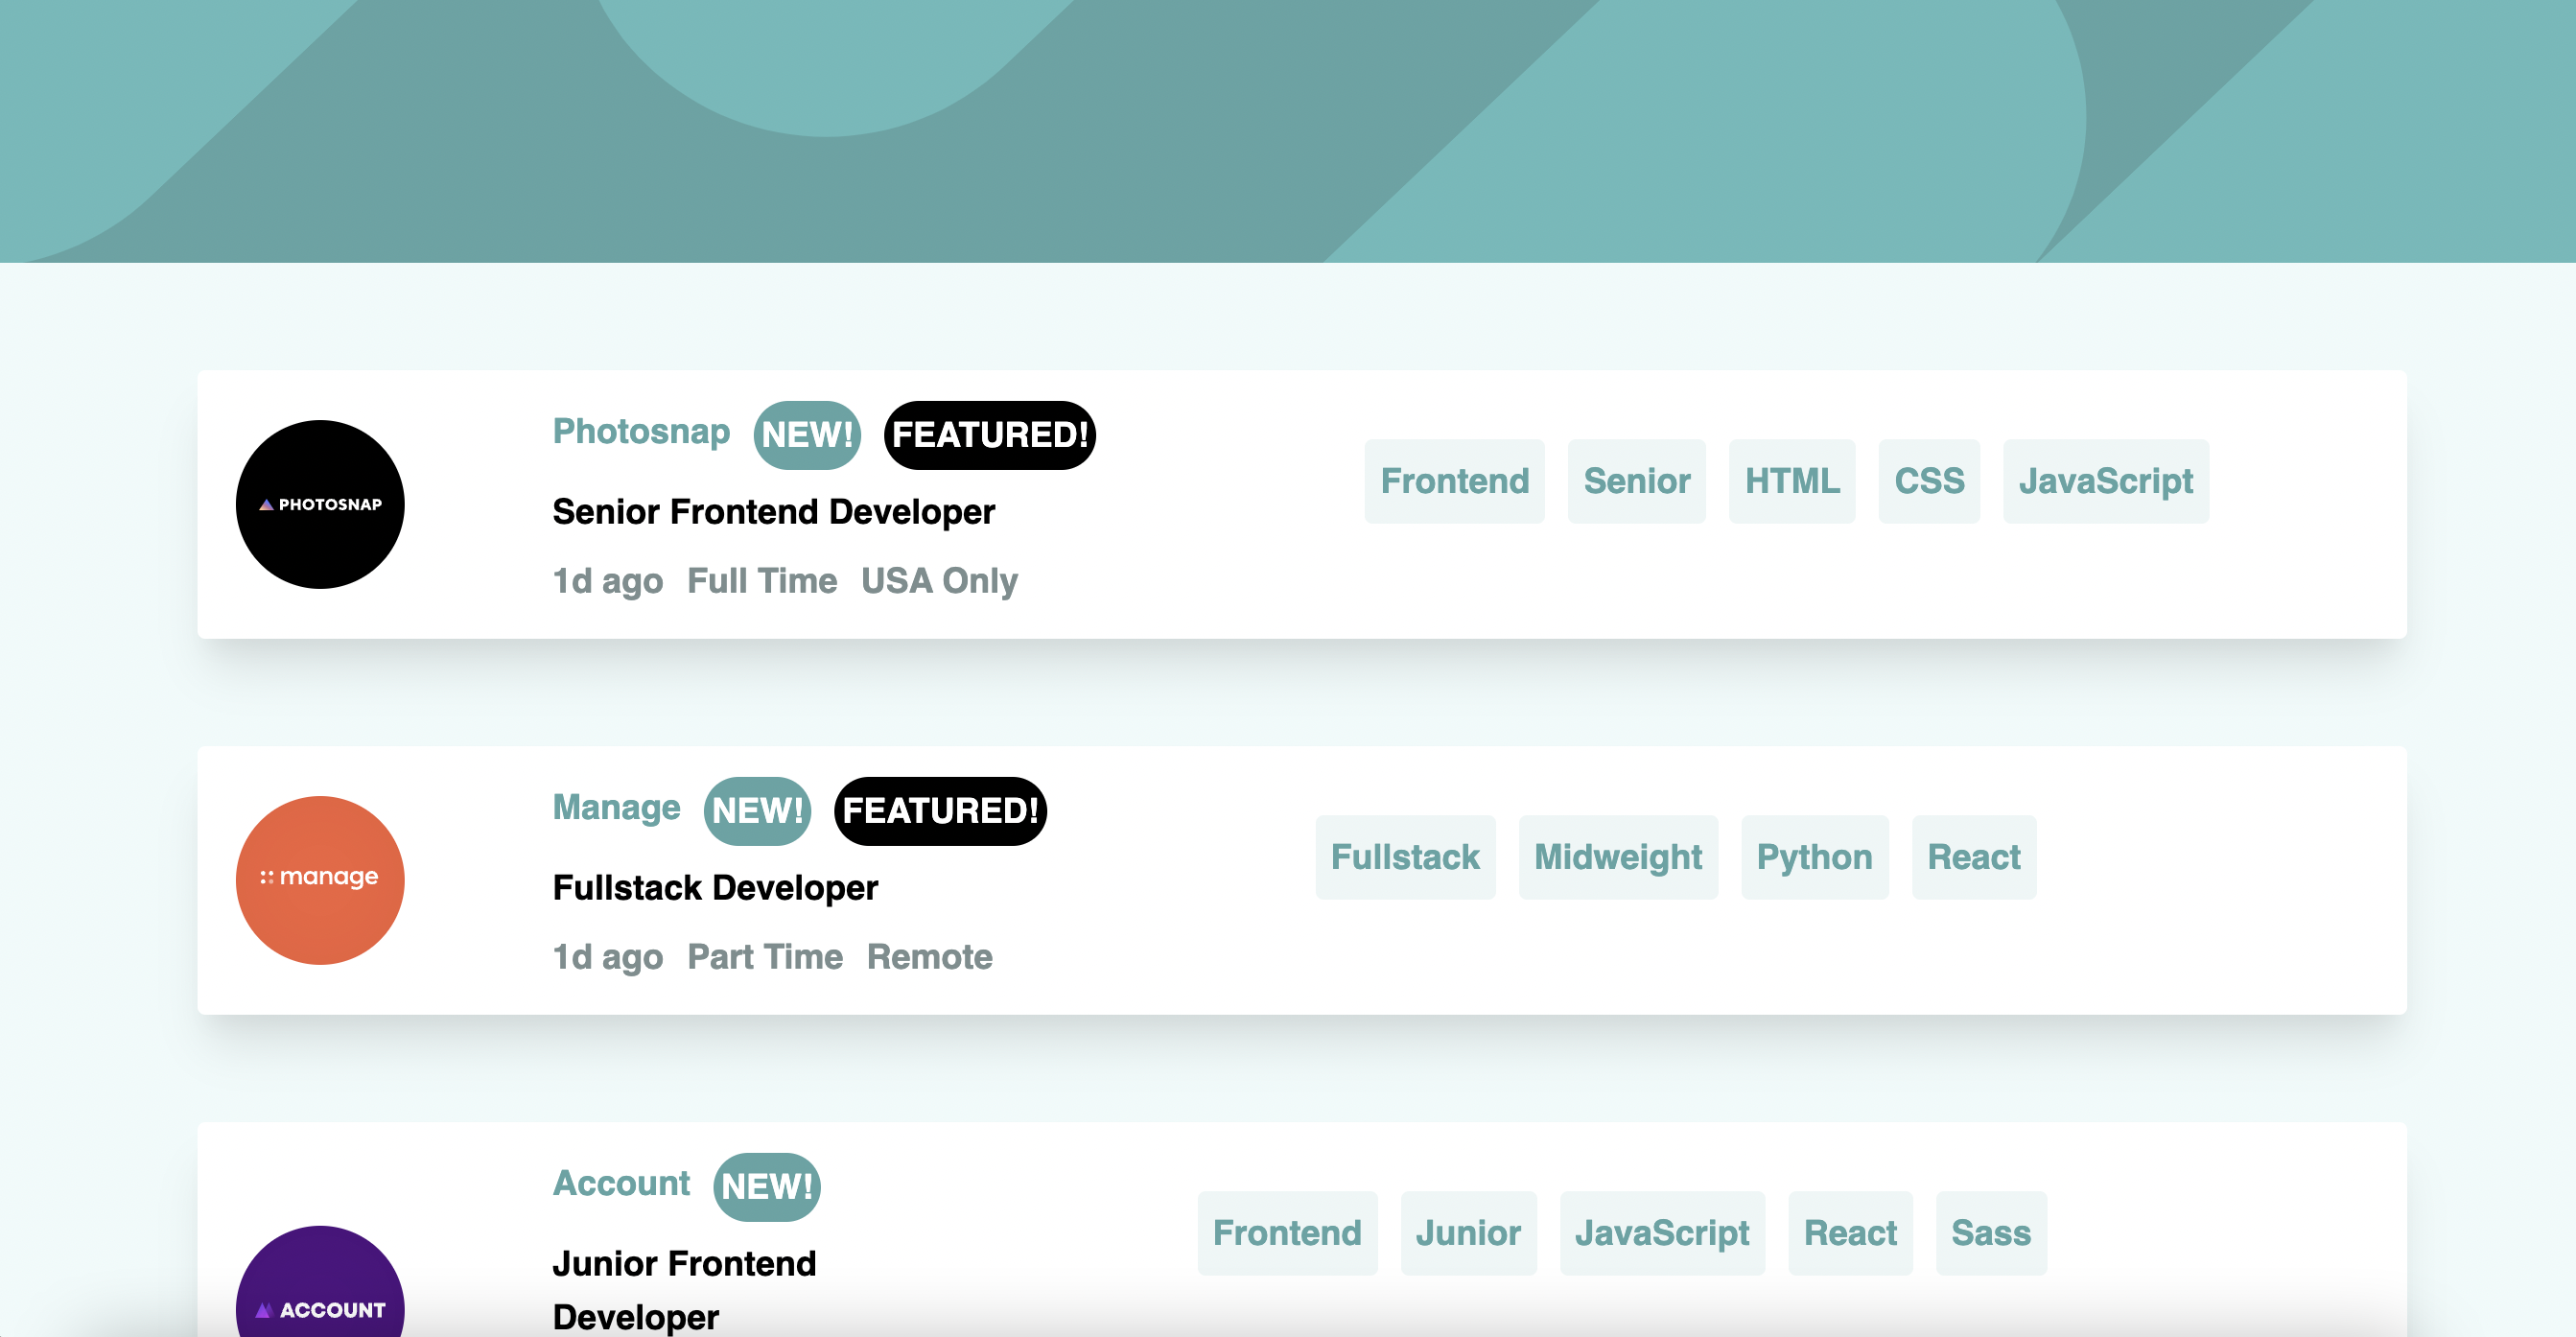 PHOTOSNAP
Photosnap NEW! FEATURED!
Senior Frontend Developer
1d ago Full Time USA Only
Frontend Senior HTML CSS JavaScript
manage
Manage NEW! FEATURED!
Fullstack Developer
1d ago Part Time Remote
Fullstack Midweight Python React
ACCOUNT
Account NEW!
Junior Frontend
Developer
Frontend Junior JavaScript React Sass